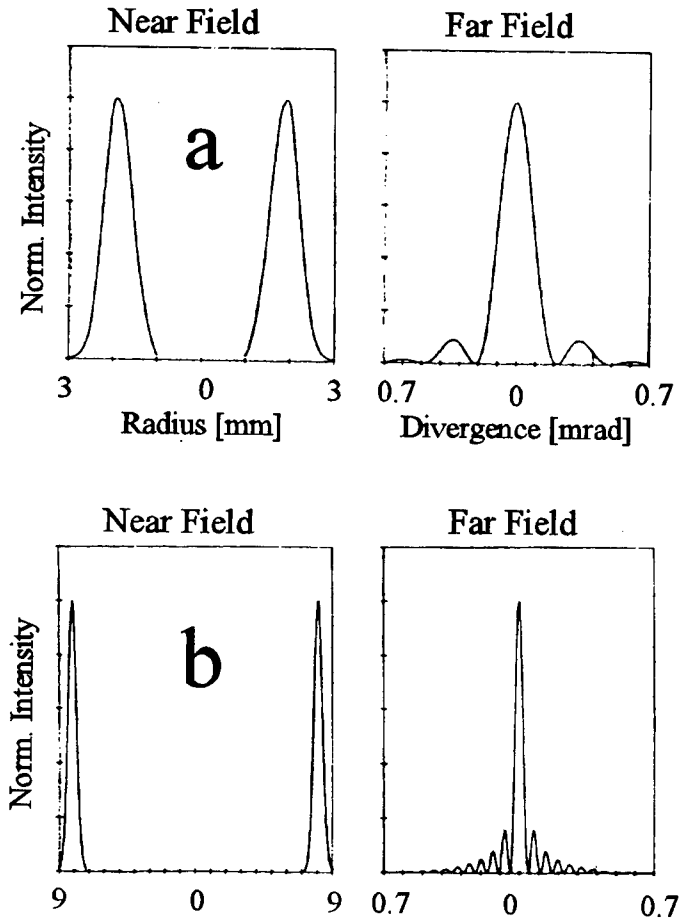 Near Field Far Field
Norm. Intensity
a
3 0 3 0.7 0 0.7
Radius [mm] Divergence [mrad]
Near Field Far Field
Norm. Intensity
b
9 0 9 0.7 0 0.7